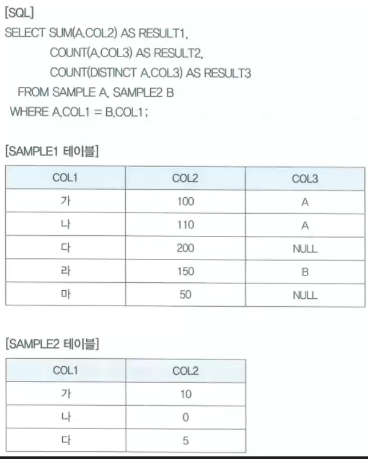 [SQL]
SELECT SUM(A.COL2) AS RESULT1,
COUNT(A.COL3) AS RESULT2,
COUNT(DISTINCT A.COL3) AS RESULT3
FROM SAMPLE A, SAMPLE2 B
WHERE A.COL1 = B.COL1;
[SAMPLE1 테이블]
COL1 COL2 COL3
가 100 A
나 110 A
다 200 NULL
라 150 B
마 50 NULL
[SAMPLE2 테이블]
COL1 COL2
가 10
나 0
다 5